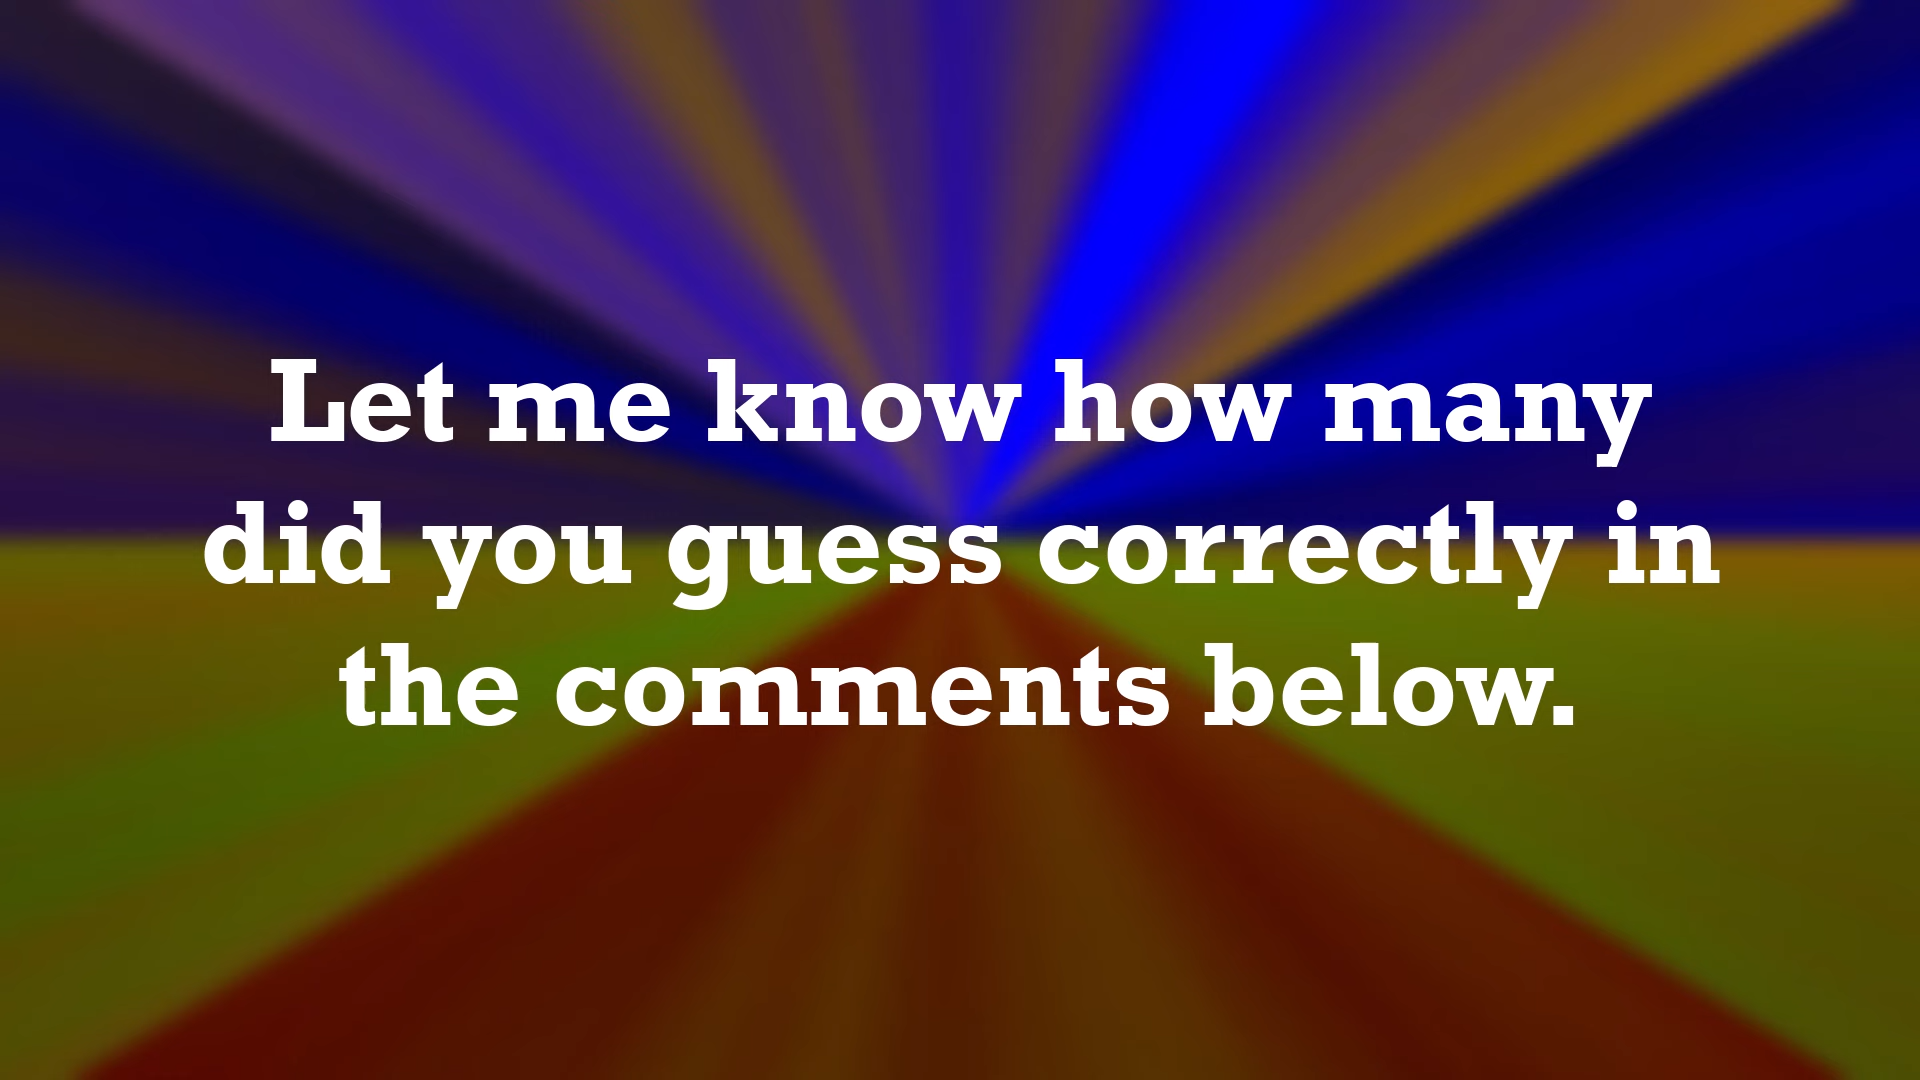 Let me know how many
did you guess correctly in
the comments below.